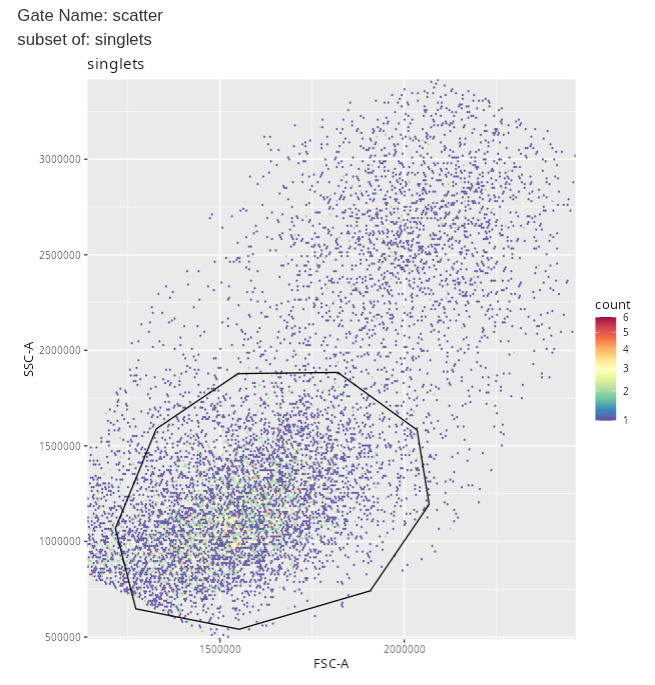 Gate Name: scatter
subset of: singlets
singlets
3000000
2500000
2000000
1500000
1000000
500000
SSC-A
1500000
2000000
FSC-A
count
6
5
4
3
2
1